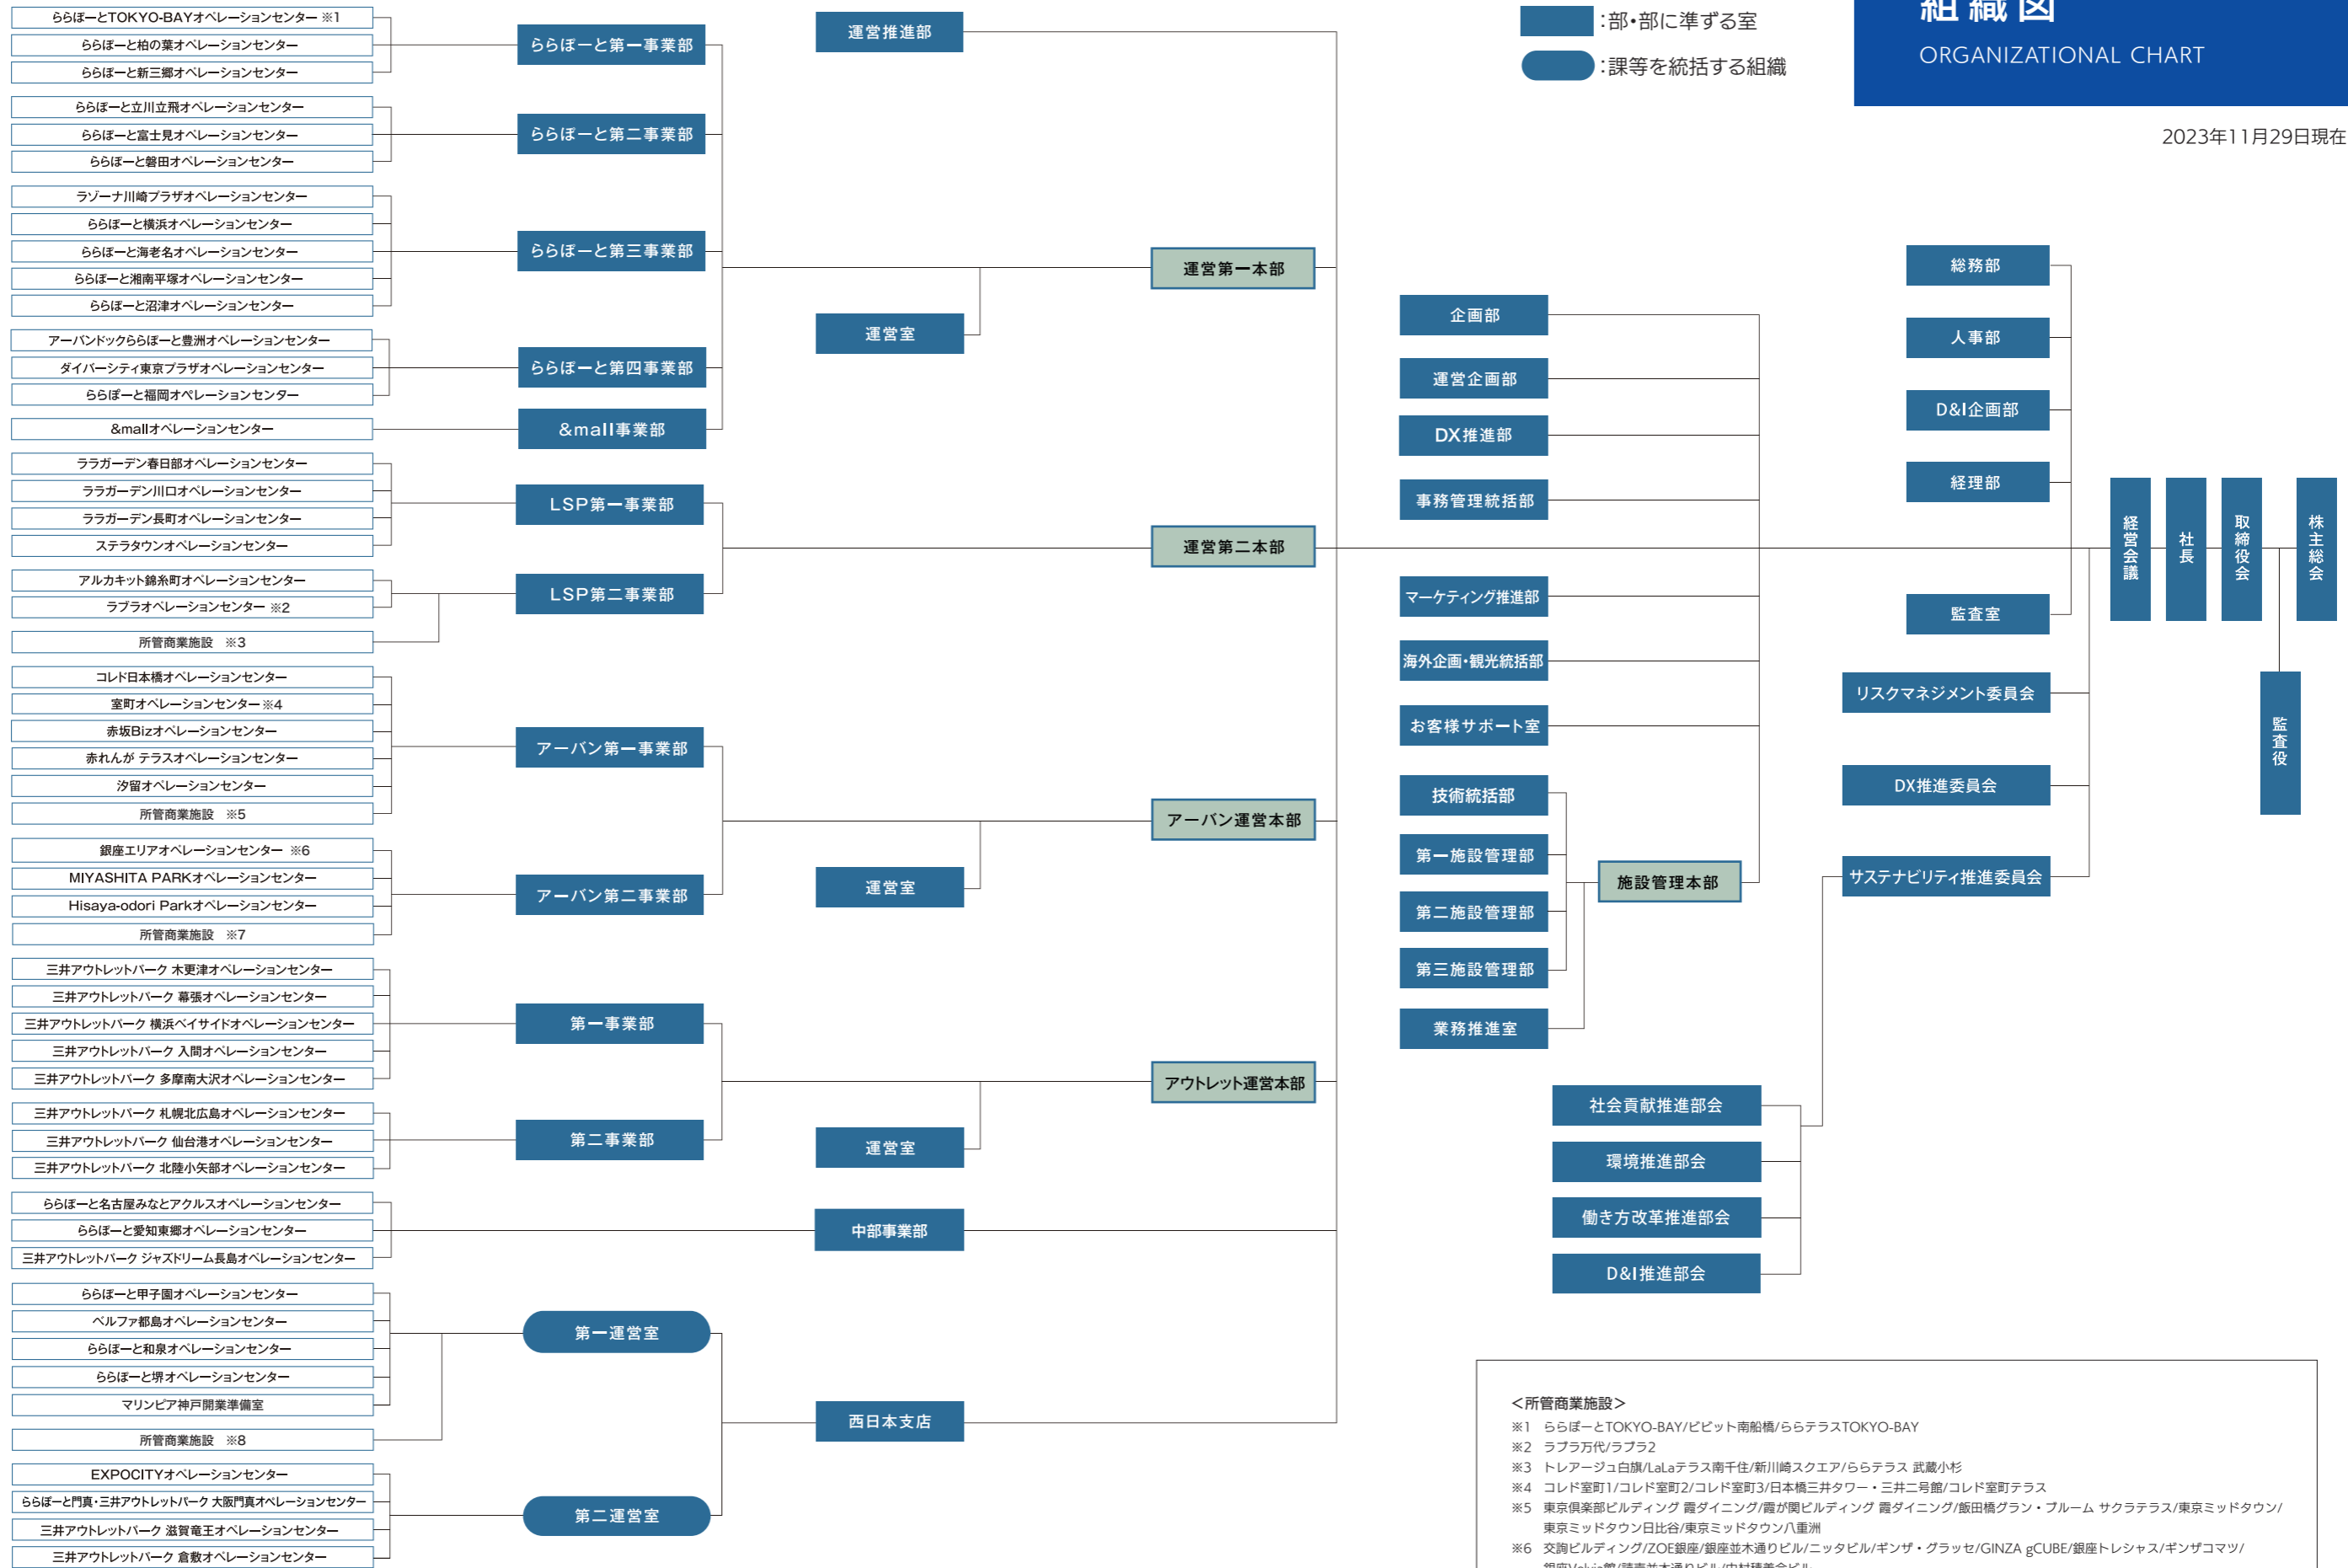 組織図
ORGANIZATIONAL CHART
2023年11月29日現在
:部・部に準ずる室
:課等を統括する組織
株主総会
取締役会
監査役
社長
経営会議
総務部
人事部
D&I企画部
経理部
監査室
リスクマネジメント委員会
DX推進委員会
サステナビリティ推進委員会
社会貢献推進部会
環境推進部会
働き方改革推進部会
D&I推進部会
企画部
運営企画部
DX推進部
事務管理統括部
マーケティング推進部
海外企画・観光統括部
お客様サポート室
技術統括部
第一施設管理部
第二施設管理部
第三施設管理部
業務推進室
施設管理本部
運営推進部
運営第一本部
運営室
ららぽーと第一事業部
ららぽーとTOKYO-BAYオペレーションセンター ※1
ららぽーと柏の葉オペレーションセンター
ららぽーと新三郷オペレーションセンター
ららぽーと第二事業部
ららぽーと立川立飛オペレーションセンター
ららぽーと富士見オペレーションセンター
ららぽーと磐田オペレーションセンター
ららぽーと第三事業部
ラゾーナ川崎プラザオペレーションセンター
ららぽーと横浜オペレーションセンター
ららぽーと海老名オペレーションセンター
ららぽーと湘南平塚オペレーションセンター
ららぽーと沼津オペレーションセンター
ららぽーと第四事業部
アーバンドックららぽーと豊洲オペレーションセンター
ダイバーシティ東京プラザオペレーションセンター
ららぽーと福岡オペレーションセンター
&mall事業部
&mallオペレーションセンター
運営第二本部
LSP第一事業部
ララガーデン春日部オペレーションセンター
ララガーデン川口オペレーションセンター
ララガーデン長町オペレーションセンター
ステラタウンオペレーションセンター
LSP第二事業部
アルカキット錦糸町オペレーションセンター
ラブラオペレーションセンター ※2
所管商業施設 ※3
アーバン運営本部
運営室
アーバン第一事業部
コレド日本橋オペレーションセンター
室町オペレーションセンター※4
赤坂Bizオペレーションセンター
赤れんが テラスオペレーションセンター
汐留オペレーションセンター
所管商業施設 ※5
アーバン第二事業部
銀座エリアオペレーションセンター ※6
MIYASHITA PARKオペレーションセンター
Hisaya-odori Parkオペレーションセンター
所管商業施設 ※7
アウトレット運営本部
運営室
第一事業部
三井アウトレットパーク 木更津オペレーションセンター
三井アウトレットパーク 幕張オペレーションセンター
三井アウトレットパーク 横浜ベイサイドオペレーションセンター
三井アウトレットパーク 入間オペレーションセンター
三井アウトレットパーク 多摩南大沢オペレーションセンター
第二事業部
三井アウトレットパーク 札幌北広島オペレーションセンター
三井アウトレットパーク 仙台港オペレーションセンター
三井アウトレットパーク 北陸小矢部オペレーションセンター
中部事業部
ららぽーと名古屋みなとアクルスオペレーションセンター
ららぽーと愛知東郷オペレーションセンター
三井アウトレットパーク ジャズドリーム長島オペレーションセンター
西日本支店
第一運営室
ららぽーと甲子園オペレーションセンター
ベルファ都島オペレーションセンター
ららぽーと和泉オペレーションセンター
ららぽーと堺オペレーションセンター
マリンピア神戸開業準備室
所管商業施設 ※8
第二運営室
EXPOCITYオペレーションセンター
ららぽーと門真・三井アウトレットパーク 大阪門真オペレーションセンター
三井アウトレットパーク 滋賀竜王オペレーションセンター
三井アウトレットパーク 倉敷オペレーションセンター
<所管商業施設>
※1 ららぽーとTOKYO-BAY/ビビット南船橋/ららテラスTOKYO-BAY
※2 ラブラ万代/ラブラ2
※3 トレアージュ白旗/LaLaテラス南千住/新川崎スクエア/ららテラス 武蔵小杉
※4 コレド室町1/コレド室町2/コレド室町3/日本橋三井タワー・三井二号館/コレド室町テラス
※5 東京倶楽部ビルディング 霞ダイニング/霞が関ビルディング 霞ダイニング/飯田橋グラン・ブルーム サクラテラス/東京ミッドタウン/
東京ミッドタウン日比谷/東京ミッドタウン八重洲
※6 交詢ビルディング/ZOE銀座/銀座並木通りビル/ニッタビル/ギンザ・グラッセ/GINZA gCUBE/銀座トレシャス/ギンザコマツ/
銀座Velvia館/読売並木通りビル/中村積善会ビル